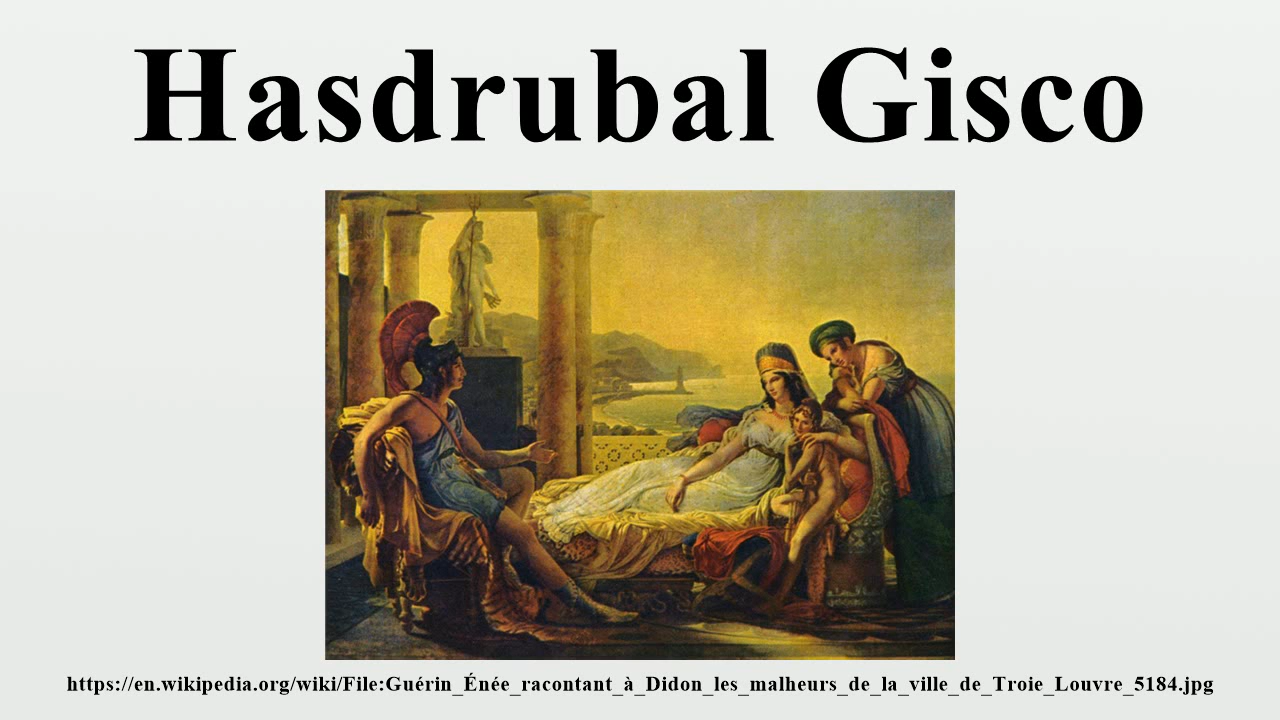 Hasdrubal Gisco
https://en.wikipedia.org/wiki/File:Guérin_Énée_racontant_à_Didon_les_malheurs_de_la_ville_de_Troie_Louvre_5184.jpg